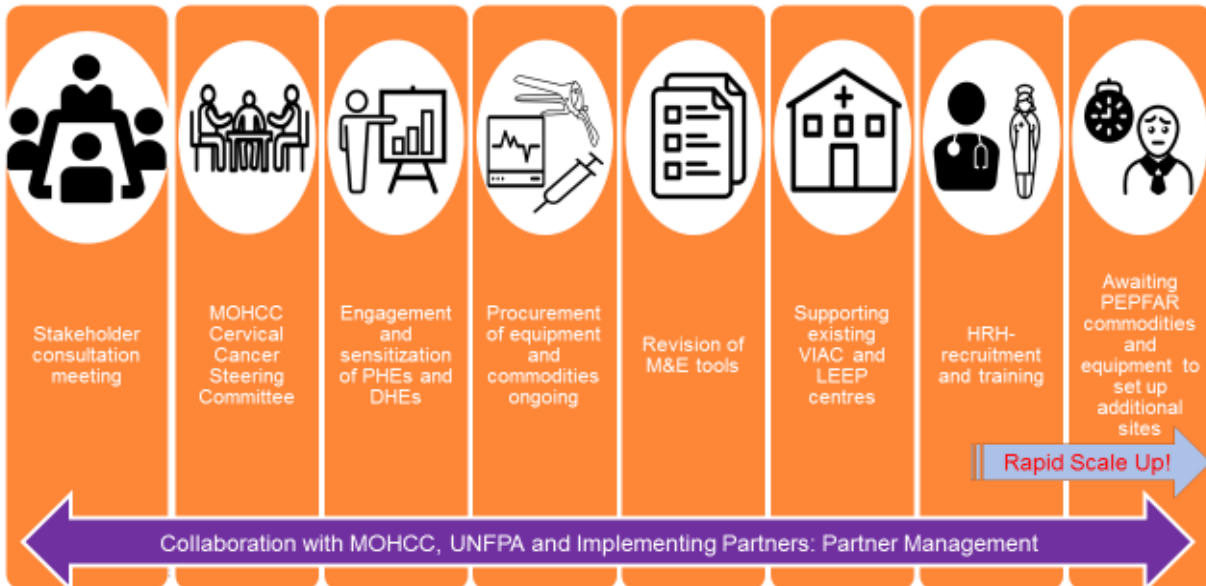 Stakeholder
consultation
meeting
MOHCC
Cervical
Cancer
Steering
Committee
Engagement
and
sensitization
of PHEs and
DHEs
Procurement
of equipment
and
commodities
ongoing
Revision of
M&E tools
Supporting
existing
VIAC and
LEEP
centres
HRH-
recruitment
and training
Awaiting
PEPFAR
commodities
and
equipment to
set up
additional
sites
Rapid Scale Up!
Collaboration with MOHCC, UNFPA and Implementing Partners: Partner Management